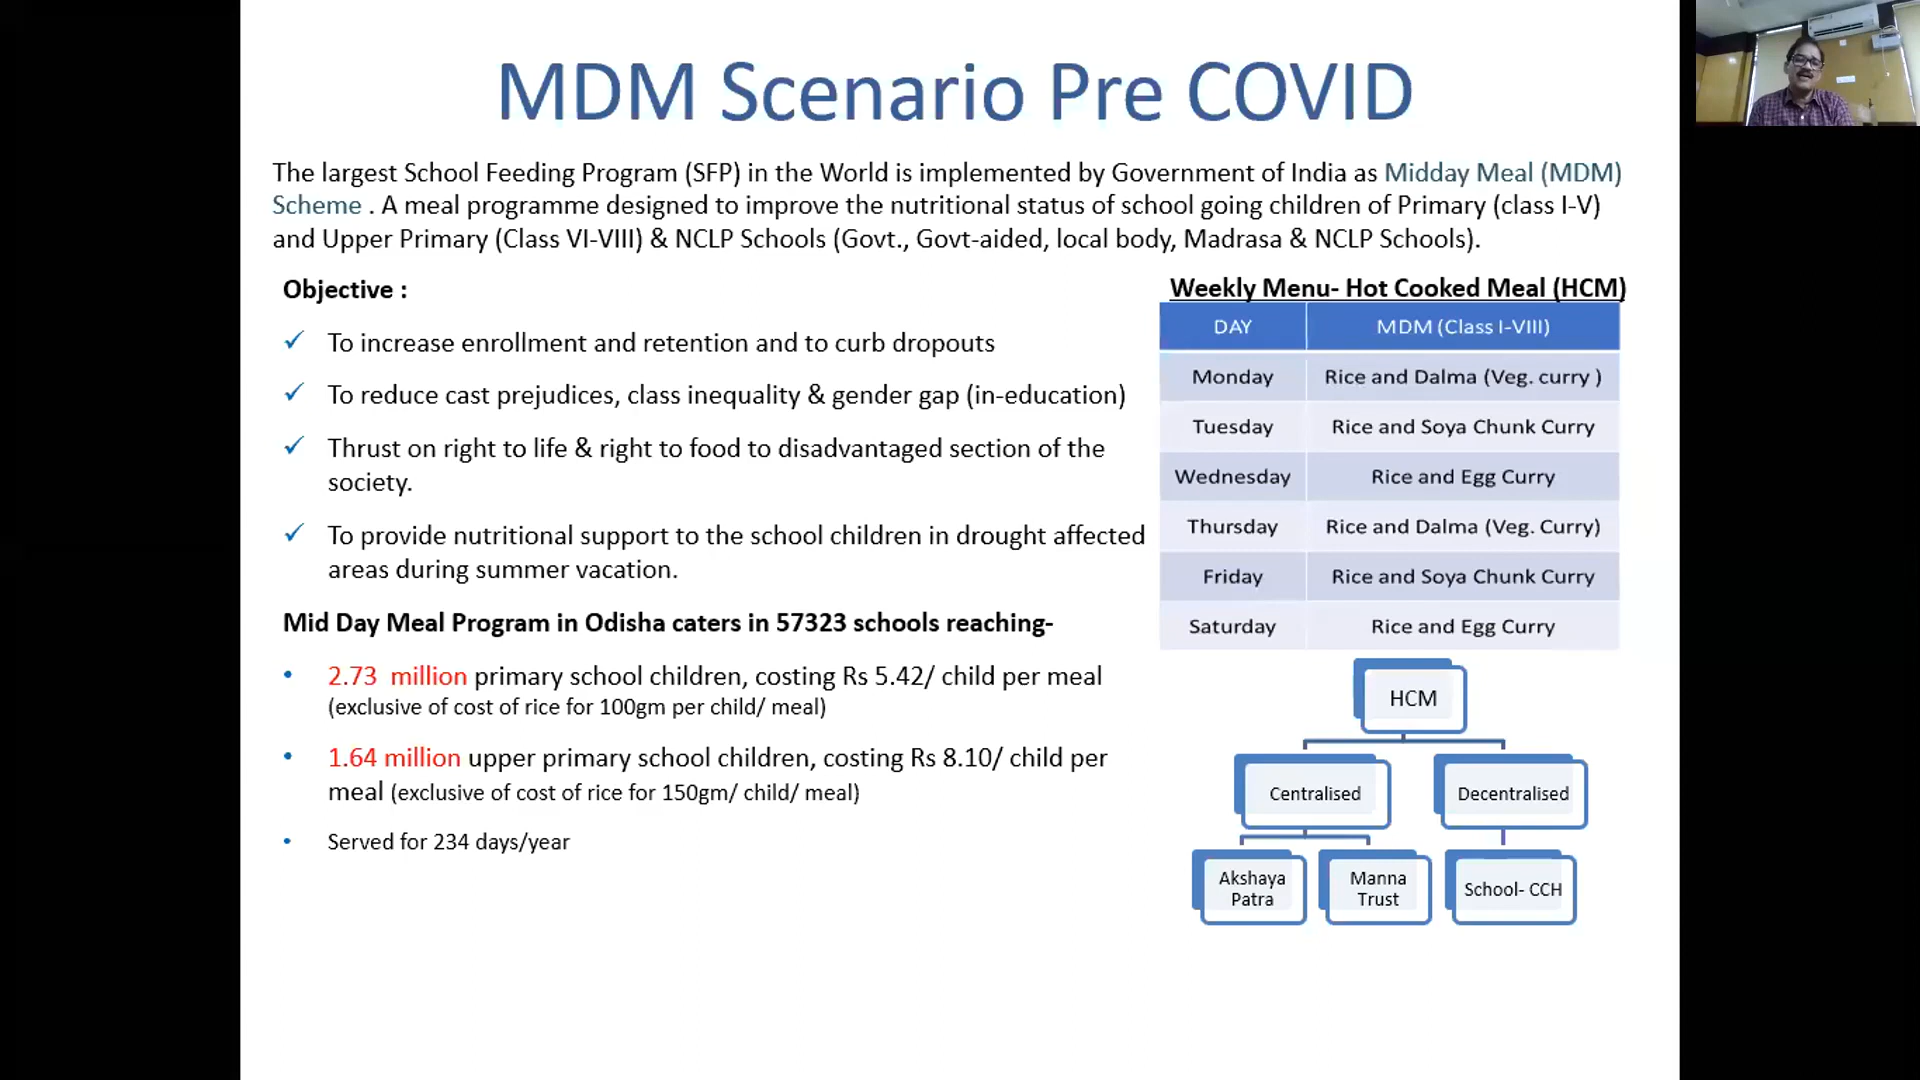 MDM Scenario Pre COVID
The largest School Feeding Program (SFP) in the World is implemented by Government of India as Midday Meal (MDM)
Scheme . A meal programme designed to improve the nutritional status of school going children of Primary (class I-V)
and Upper Primary (Class VI-VIII) & NCLP Schools (Govt., Govt-aided, local body, Madrasa & NCLP Schools).
Objective :
✓ To increase enrollment and retention and to curb dropouts
✓ To reduce cast prejudices, class inequality & gender gap (in-education)
✓ Thrust on right to life & right to food to disadvantaged section of the
society.
✓ To provide nutritional support to the school children in drought affected
areas during summer vacation.
Mid Day Meal Program in Odisha caters in 57323 schools reaching-
• 2.73 million primary school children, costing Rs 5.42/ child per meal
(exclusive of cost of rice for 100gm per child/ meal)
• 1.64 million upper primary school children, costing Rs 8.10/ child per
meal (exclusive of cost of rice for 150gm/ child/ meal)
• Served for 234 days/year
Weekly Menu- Hot Cooked Meal (HCM)
DAY MDM (Class I-VIII)
Monday Rice and Dalma (Veg. curry )
Tuesday Rice and Soya Chunk Curry
Wednesday Rice and Egg Curry
Thursday Rice and Dalma (Veg. Curry)
Friday Rice and Soya Chunk Curry
Saturday Rice and Egg Curry
HCM
Centralised Decentralised
Akshaya Manna School- CCH
Patra Trust